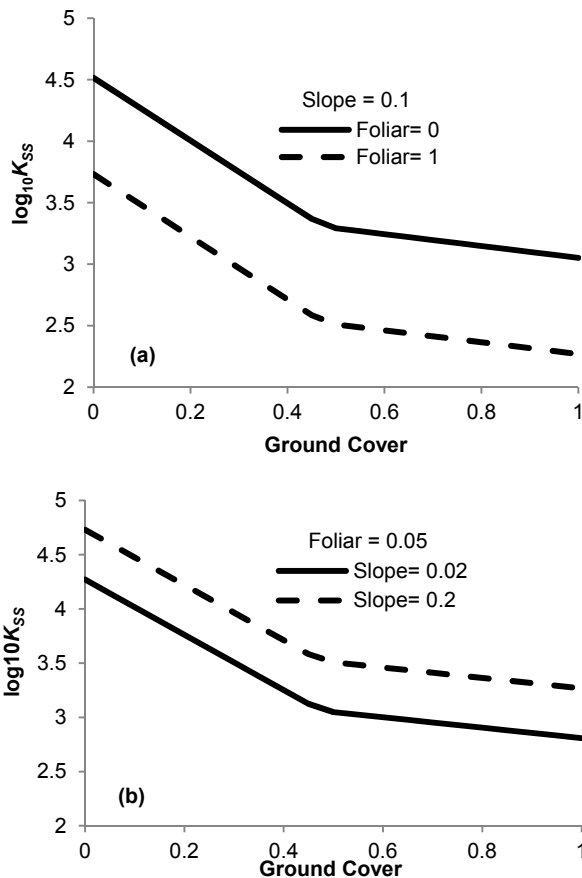 5
4.5
4
3.5
3
2.5
2
log10KSS
Slope = 0.1
Foliar= 0
Foliar= 1
(a)
0 0.2 0.4 0.6 0.8 1
Ground Cover
5
4.5
4
3.5
3
2.5
2
log10KSS
Foliar = 0.05
Slope= 0.02
Slope= 0.2
(b)
0 0.2 0.4 0.6 0.8 1
Ground Cover